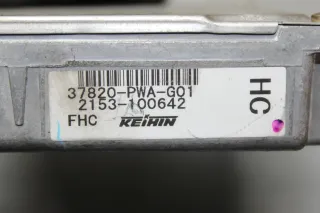 37820-PWA-G01
2153-100642
FHC KEIHIN
HC